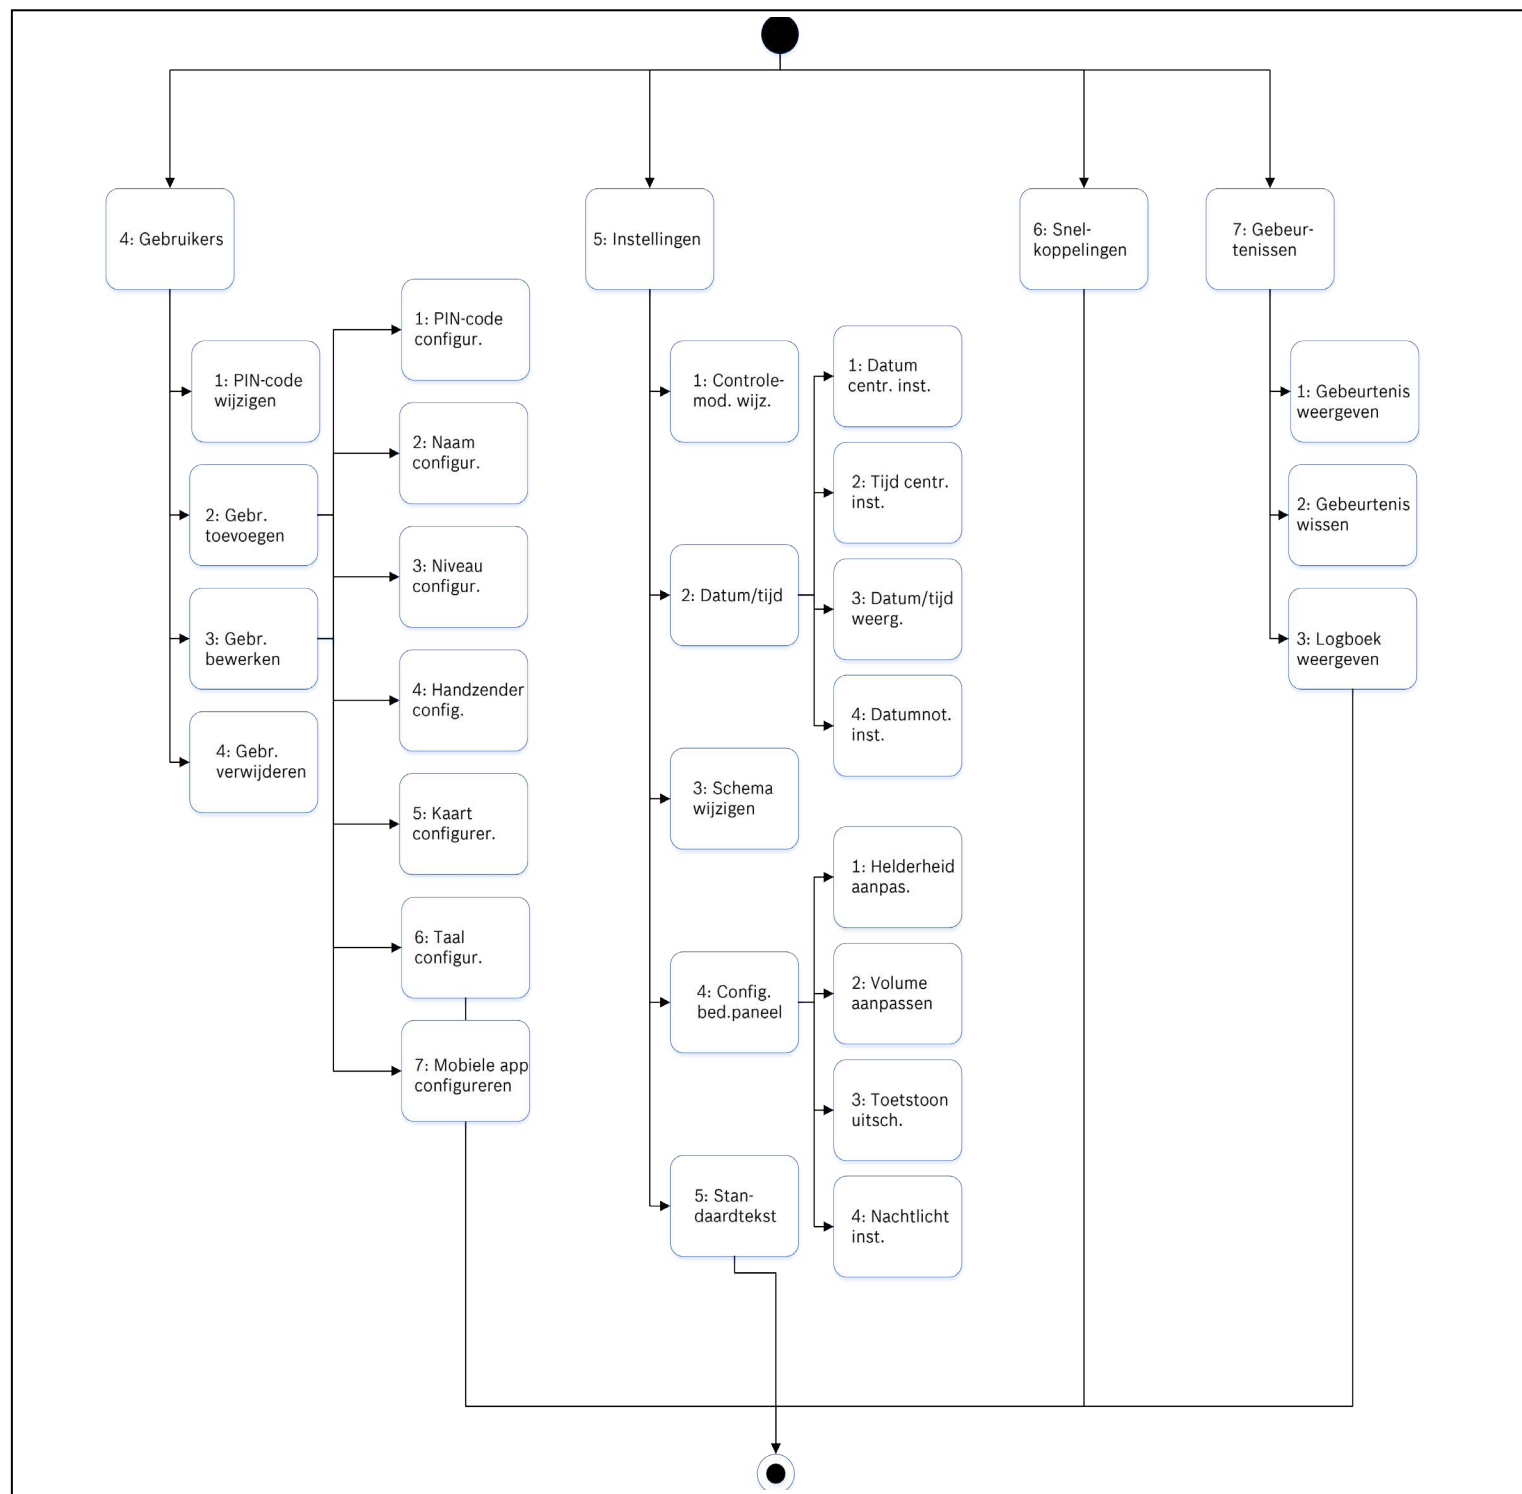 4: Gebruikers
1: PIN-code
wijzigen
2: Gebr.
toevoegen
3: Gebr.
bewerken
4: Gebr.
verwijderen
1: PIN-code
configur.
2: Naam
configur.
3: Niveau
configur.
4: Handzender
config.
5: Kaart
configurer.
6: Taal
configur.
7: Mobiele app
configureren
5: Instellingen
1: Controle-
mod. wijz.
2: Datum/tijd
3: Schema
wijzigen
4: Config.
bed.paneel
5: Stan-
daardtekst
1: Datum
centr. inst.
2: Tijd centr.
inst.
3: Datum/tijd
weerg.
4: Datumnot.
inst.
1: Helderheid
aanpas.
2: Volume
aanpassen
3: Toetstoon
uitsch.
4: Nachtlicht
inst.
6: Snel-
koppelingen
7: Gebeur-
tenissen
1: Gebeurtenis
weergeven
2: Gebeurtenis
wissen
3: Logboek
weergeven